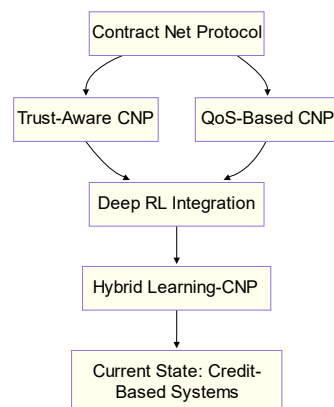 Contract Net Protocol
Trust-Aware CNP
QoS-Based CNP
Deep RL Integration
Hybrid Learning-CNP
Current State: Credit-
Based Systems